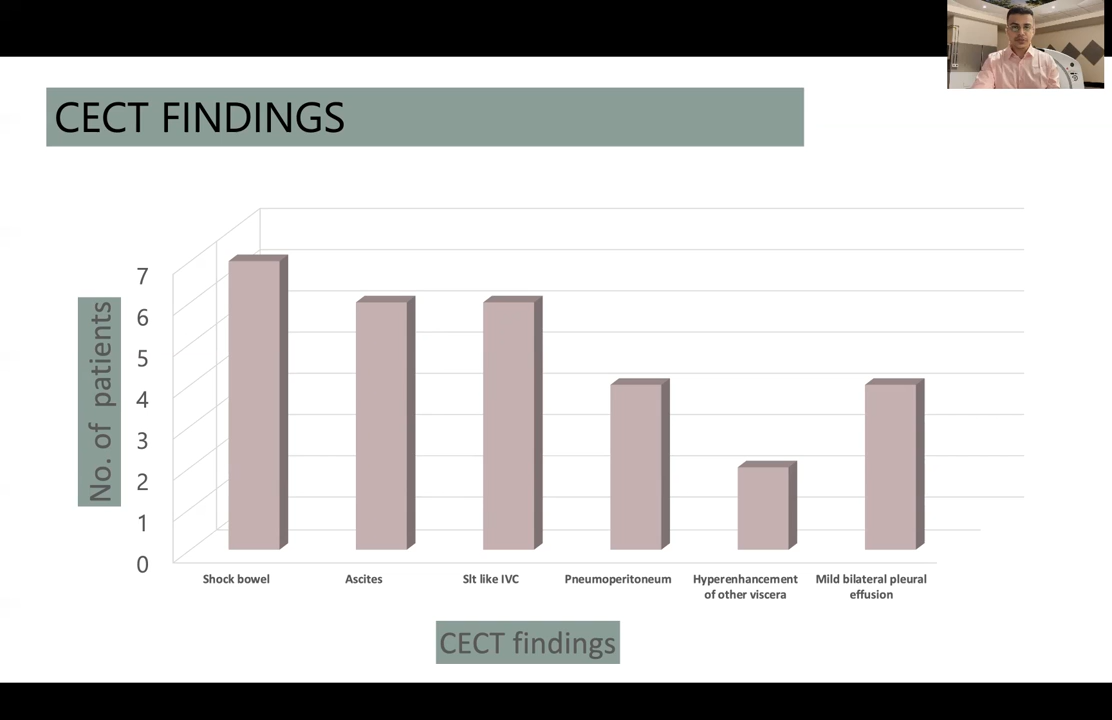 CECT FINDINGS
7
6
5
4
3
2
1
0
No. of patients
Shock bowel
Ascites
Slt like IVC
Pneumoperitoneum
Hyperenhancement
of other viscera
Mild bilateral pleural
effusion
CECT findings